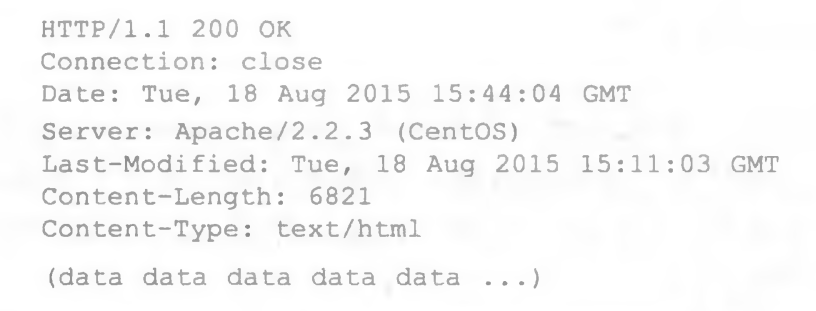 HTTP/1.1 200 OK
Connection: close
Date: Tue, 18 Aug 2015 15:44:04 GMT
Server: Apache/2.2.3 (CentOS)
Last-Modified: Tue, 18 Aug 2015 15:11:03 GMT
Content-Length: 6821
Content-Type: text/html
(data data data data data ...)